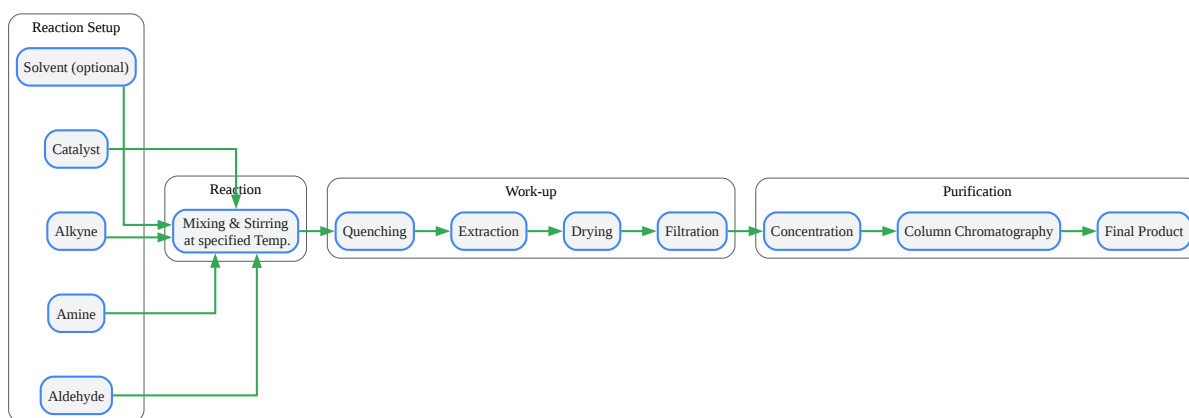 Reaction Setup
Solvent (optional)
Catalyst
Alkyne
Amine
Aldehyde
Reaction
Mixing & Stirring
at specified Temp.
Work-up
Quenching
Extraction
Drying
Filtration
Purification
Concentration
Column Chromatography
Final Product